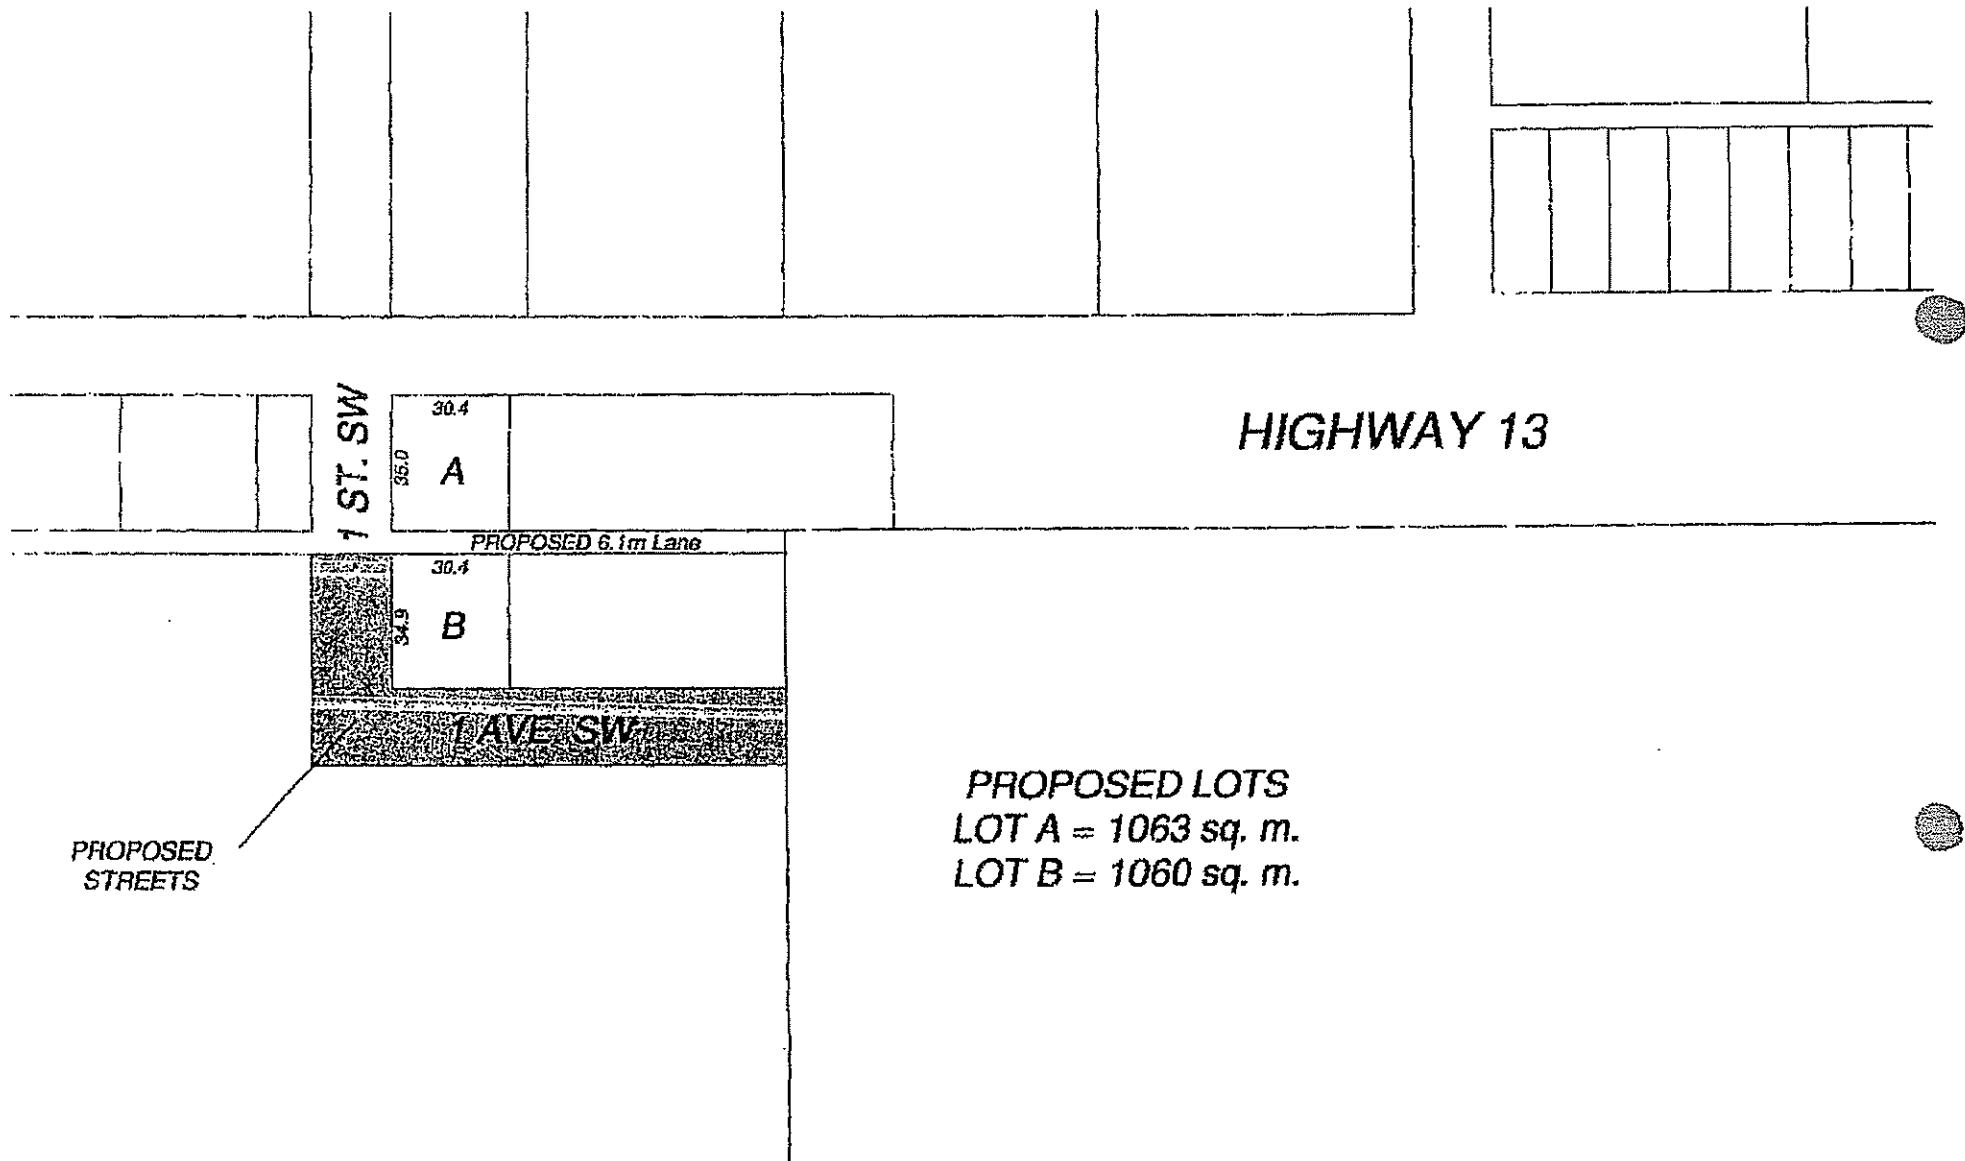 HIGHWAY 13
1 ST. SW
30.4
35.0
A
PROPOSED 6.1m Lane
30.4
34.9
B
1 AVE. SW
PROPOSED
STREETS
PROPOSED LOTS
LOT A = 1063 sq. m.
LOT B = 1060 sq. m.